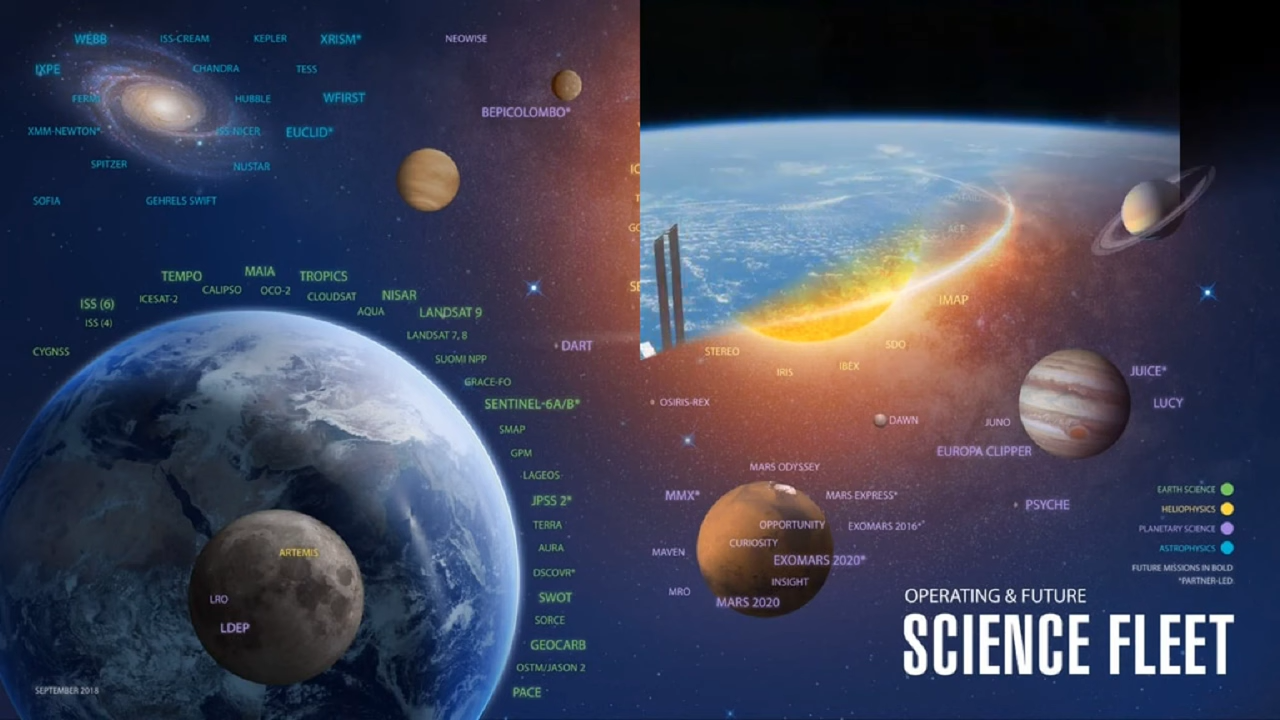 WEBB
ISS-CREAM
KEPLER
XRISM*
NEOWISE
IXPE
CHANDRA
TESS
FERMI
HUBBLE
WFIRST
BEPICOLOMBO*
XMM-NEWTON*
ISS-NICER
EUCLID*
SPITZER
NUSTAR
SOFIA
GEHRELS SWIFT
TEMPO
MAIA
TROPICS
ICESAT-2
CALIPSO
OCO-2
CLOUDSAT
NISAR
ISS (6)
AQUA
LANDSAT 9
ISS (4)
LANDSAT 7, 8
CYGNSS
SUOMI NPP
DART
GRACE-FO
SENTINEL-6A/B*
SMAP
GPM
LAGEOS
JPSS 2*
TERRA
AURA
DSCOVR*
SWOT
SORCE
GEOCARB
OSTM/JASON 2
PACE
ARTEMIS
LRO
LDEP
SEPTEMBER 2018
ACE
IMAP
STEREO
SDO
IRIS
IBEX
OSIRIS-REX
DAWN
JUNO
JUICE*
LUCY
EUROPA CLIPPER
MARS ODYSSEY
MMX*
MARS EXPRESS*
PSYCHE
OPPORTUNITY
EXOMARS 2016*
CURIOSITY
MAVEN
EXOMARS 2020*
INSIGHT
MRO
MARS 2020
EARTH SCIENCE
HELIOPHYSICS
PLANETARY SCIENCE
ASTROPHYSICS
FUTURE MISSIONS IN BOLD
*PARTNER-LED
OPERATING & FUTURE
SCIENCE FLEET